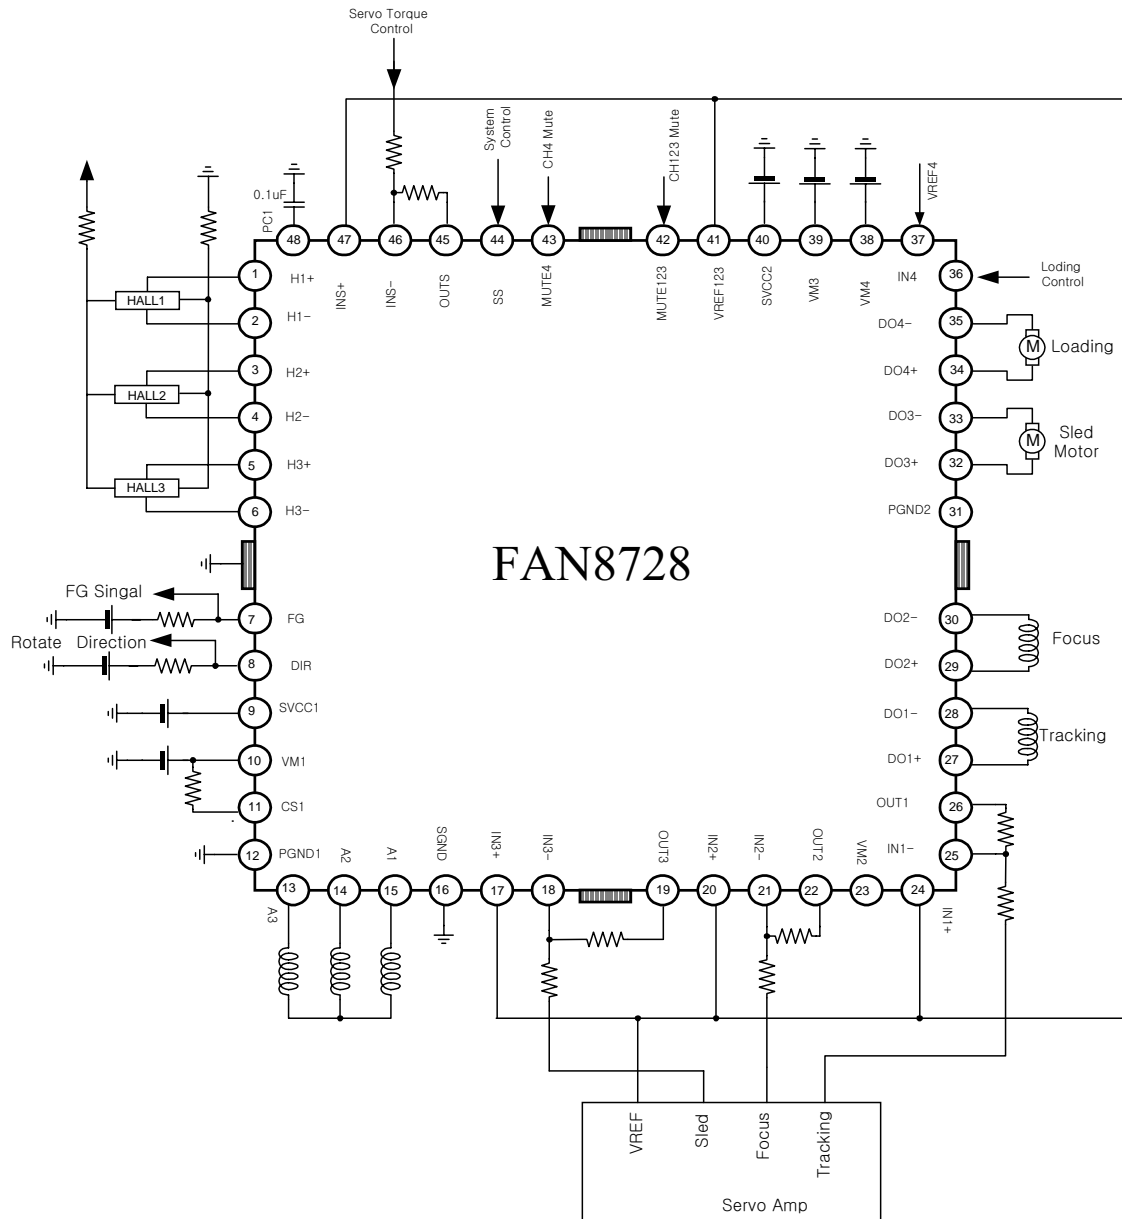 Servo Torque
Control
System
Control
CH4 Mute
CH123 Mute
VREF4
0.1uF
PC1
48
47
46
45
44
43
42
41
40
39
38
37
INS+
INS-
OUTS
SS
MUTE4
MUTE123
VREF123
SVCC2
VM3
VM4
1
H1+
HALL1
2
H1-
3
H2+
HALL2
4
H2-
5
H3+
HALL3
6
H3-
FAN8728
IN4
36
Loding
Control
DO4-
35
Loading
M
DO4+
34
DO3-
33
Sled
Motor
M
DO3+
32
PGND2
31
FG Singal
7
FG
Rotate Direction
8
DIR
9
SVCC1
10
VM1
11
CS1
12
PGND1
DO2-
30
Focus
DO2+
29
DO1-
28
Tracking
DO1+
27
OUT1
26
IN1-
25
A2
A1
SGND
IN3+
IN3-
OUT3
IN2+
IN2-
OUT2
VM2
13
14
15
16
17
18
19
20
21
22
23
24
A3
IN1+
VREF
Sled
Focus
Tracking
Servo Amp